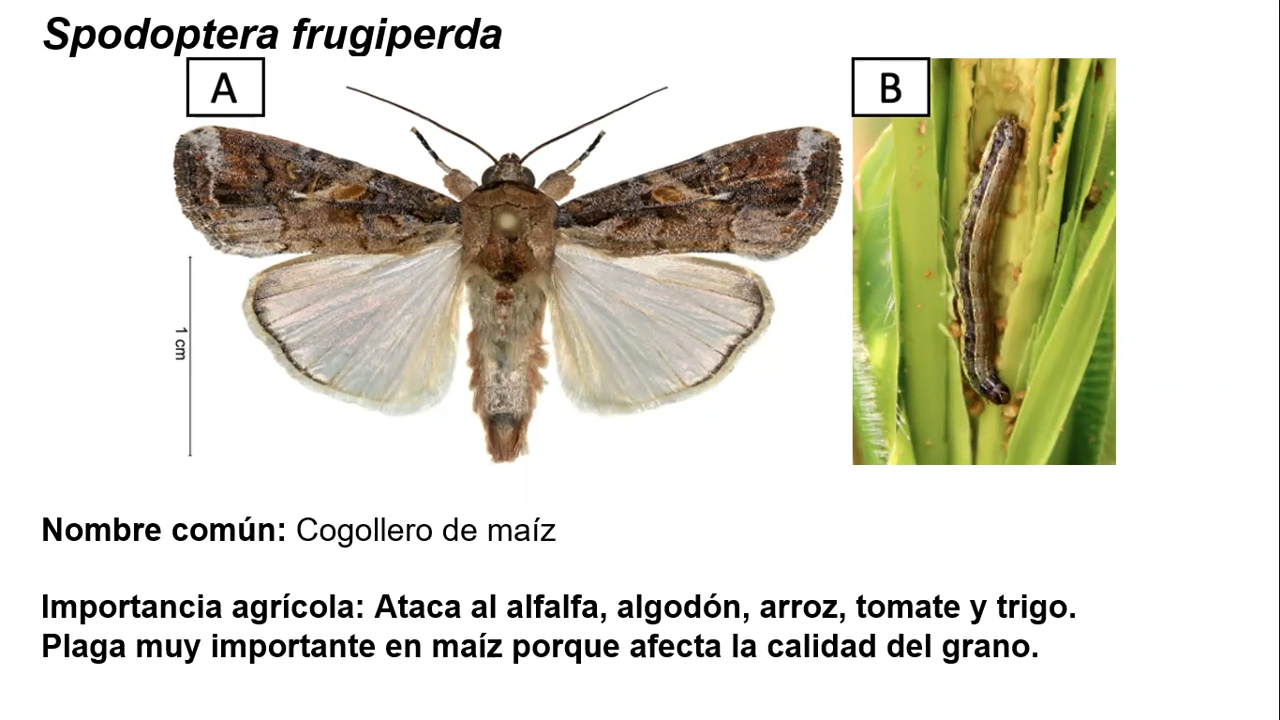 Spodoptera frugiperda
A
B
1 cm
Nombre común: Cogollero de maíz
Importancia agrícola: Ataca al alfalfa, algodón, arroz, tomate y trigo.
Plaga muy importante en maíz porque afecta la calidad del grano.